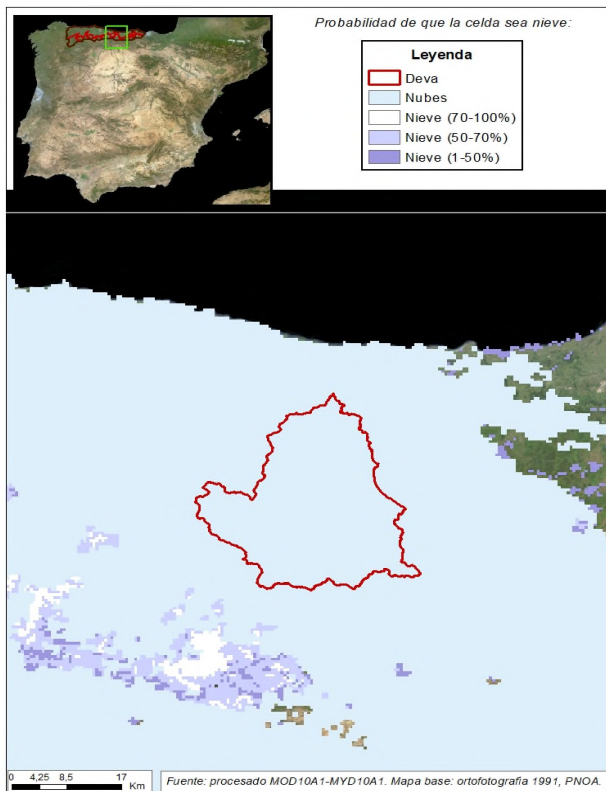 Probabilidad de que la celda sea nieve:
Leyenda
Deva
Nubes
Nieve (70-100%)
Nieve (50-70%)
Nieve (1-50%)
0 4,25 8,5 17
Km
Fuente: procesado MOD10A1-MYD10A1. Mapa base: ortofotografia 1991, PNOA.